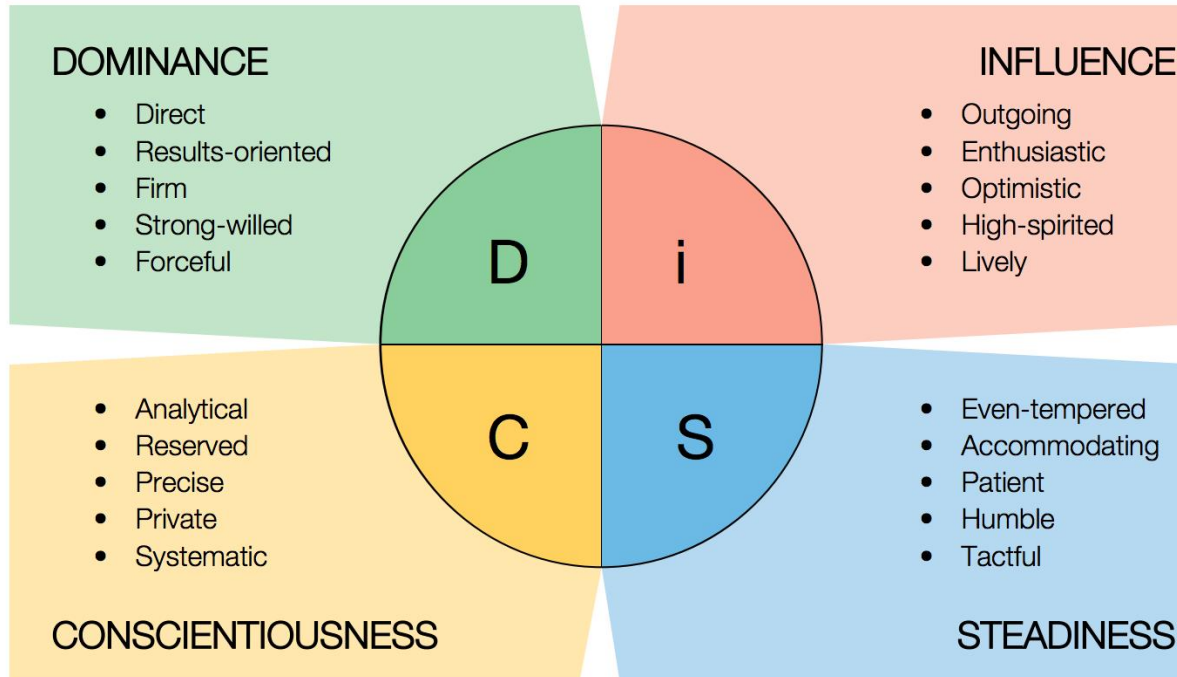 DOMINANCE
• Direct
• Results-oriented
• Firm
• Strong-willed
• Forceful
INFLUENCE
• Outgoing
• Enthusiastic
• Optimistic
• High-spirited
• Lively
D
i
C
S
• Analytical
• Reserved
• Precise
• Private
• Systematic
CONSCIENTIOUSNESS
• Even-tempered
• Accommodating
• Patient
• Humble
• Tactful
STEADINESS